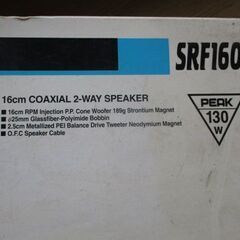 SRF160
16cm COAXIAL 2-WAY SPEAKER
■ 16cm RPM Injection P.P. Cone Woofer 189g Strontium Magnet
■ ø25mm Glassfiber-Polyimide Bobbin
■ 2.5cm Metallized PEI Balance Drive Tweeter Neodymium Magnet
■ O.F.C Speaker Cable
PEAK
130
W